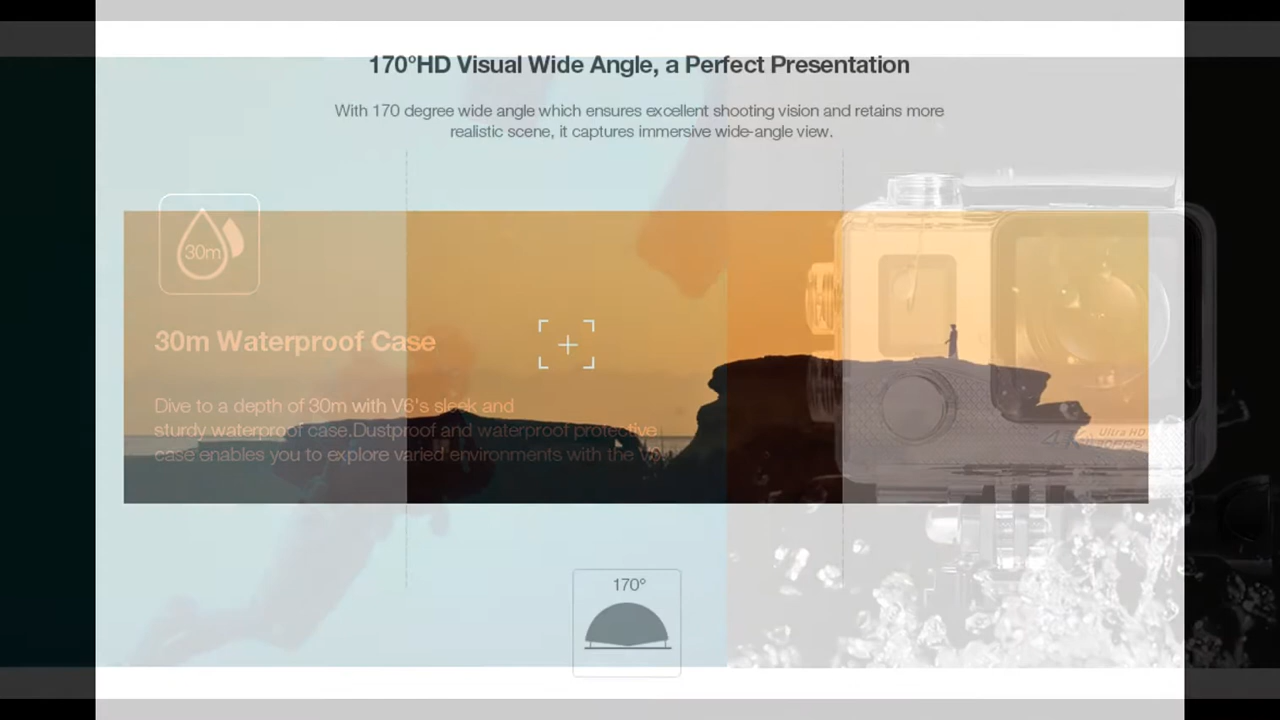 170°HD Visual Wide Angle, a Perfect Presentation
With 170 degree wide angle which ensures excellent shooting vision and retains more
realistic scene, it captures immersive wide-angle view.
30m
30m Waterproof Case
Dive to a depth of 30m with V6's sleek and
sturdy waterproof case.Dustproof and waterproof protective
case enables you to explore varied environments with the
Ultra HD
170°